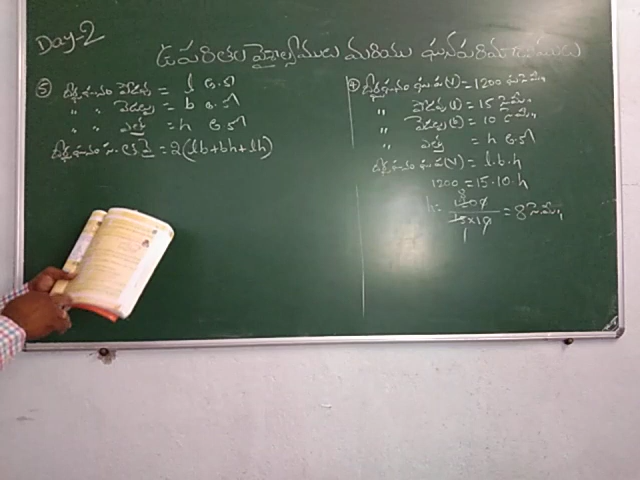 Day-2
ఉపరితల వైశాల్యములు మరియు ఘనపరిమాణములు
⑤ దీర్ఘఘనం పొడవు = l యూ.ని
" " వెడల్పు = b యూ.ని
" " ఎత్తు = h యూ.ని
దీర్ఘఘనం సం.త.వై = 2(lb+bh+lh)
④ దీర్ఘఘనం ఘ.ప (V) = 1200 ఘ.సెం.మీ.
" పొడవు (l) = 15 సెం.మీ.
" వెడల్పు (b) = 10 సెం.మీ.
" ఎత్తు = h యూ.ని
దీర్ఘఘనం ఘ.ప (V) = l.b.h
1200 = 15.10.h
h = 1200/15×10 = 8 సెం.మీ.